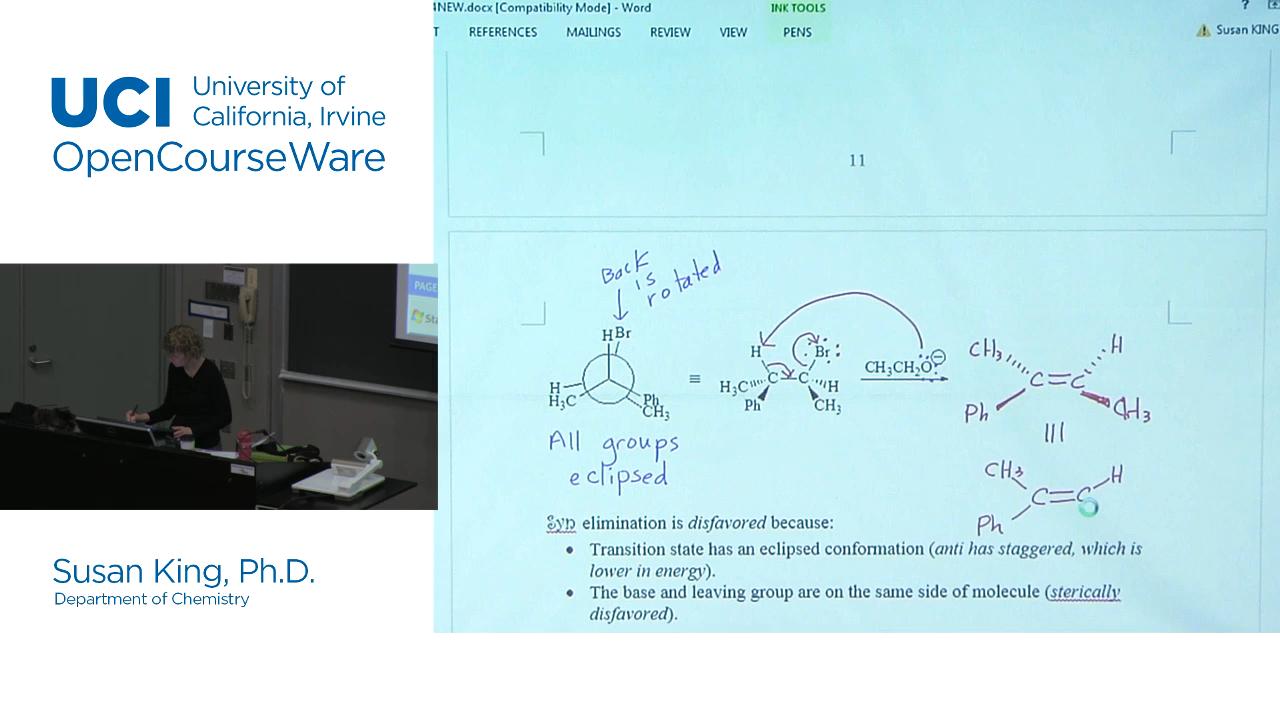 4NEW.docx [Compatibility Mode] - Word
INK TOOLS
?
T REFERENCES MAILINGS REVIEW VIEW PENS
Susan KING
UCI University of California, Irvine
OpenCourseWare
11
Back
is
rotated
H Br
H
H₃C
Ph
CH₃
≡
H
Br
H₃C C C H
Ph CH₃
CH₃CH₂O⊖
CH₃ H
C=C
Ph CH₃
|||
CH₃ H
C=C
Ph
All groups
eclipsed
PAGE
Sta
Syn elimination is disfavored because:
• Transition state has an eclipsed conformation (anti has staggered, which is
lower in energy).
• The base and leaving group are on the same side of molecule (sterically
disfavored).
Susan King, Ph.D.
Department of Chemistry